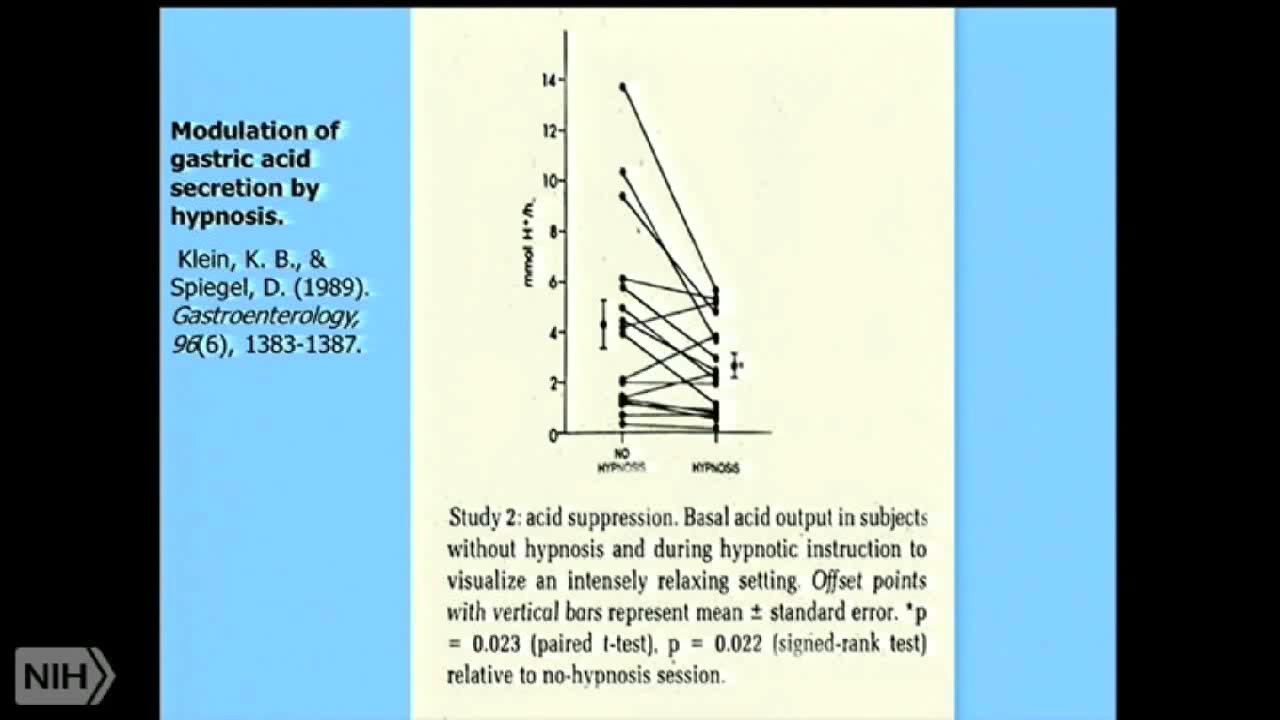 Modulation of
gastric acid
secretion by
hypnosis.
Klein, K. B., &
Spiegel, D. (1989).
Gastroenterology,
96(6), 1383-1387.
14
12
10
8
6
4
2
0
mmol H⁺/h.
NO
HYPNOSIS
HYPNOSIS
*
Study 2: acid suppression. Basal acid output in subjects
without hypnosis and during hypnotic instruction to
visualize an intensely relaxing setting. Offset points
with vertical bars represent mean ± standard error. *p
= 0.023 (paired t-test), p = 0.022 (signed-rank test)
relative to no-hypnosis session.
NIH